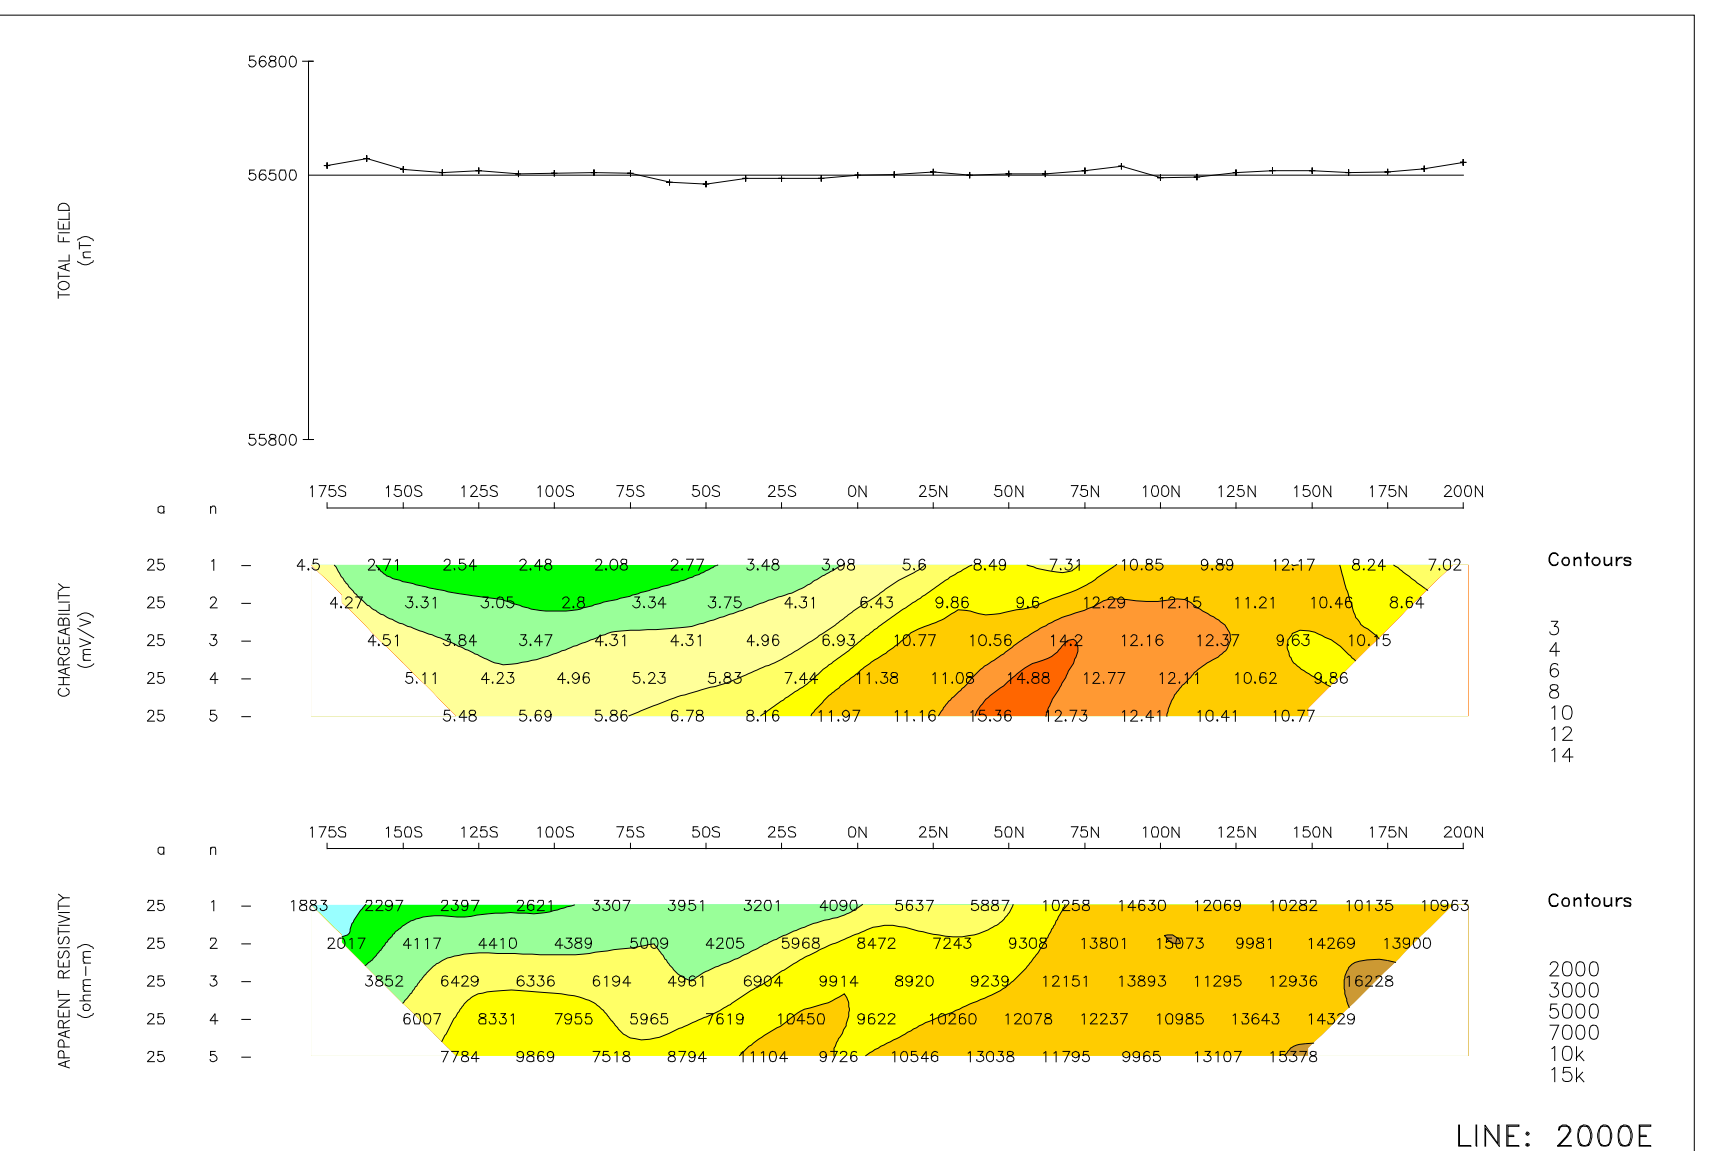 56800
56500
TOTAL FIELD
(nT)
55800
175S 150S 125S 100S 75S 50S 25S 0N 25N 50N 75N 100N 125N 150N 175N 200N
a n
25 1 – 4.5 2.71 2.54 2.48 2.08 2.77 3.48 3.98 5.6 8.49 7.31 10.85 9.89 12.17 8.24 7.02
25 2 – 4.27 3.31 3.05 2.8 3.34 3.75 4.31 6.43 9.86 9.6 12.29 12.15 11.21 10.46 8.64
25 3 – 4.51 3.84 3.47 4.31 4.31 4.96 6.93 10.77 10.56 14.2 12.16 12.37 9.63 10.15
25 4 – 5.11 4.23 4.96 5.23 5.83 7.44 11.38 11.08 14.88 12.77 12.11 10.62 9.86
25 5 – 5.48 5.69 5.86 6.78 8.16 11.97 11.16 15.36 12.73 12.41 10.41 10.77
CHARGEABILITY
(mV/V)
Contours
3
4
6
8
10
12
14
175S 150S 125S 100S 75S 50S 25S 0N 25N 50N 75N 100N 125N 150N 175N 200N
a n
25 1 – 1883 2297 2397 2621 3307 3951 3201 4090 5637 5887 10258 14630 12069 10282 10135 10963
25 2 – 2017 4117 4410 4389 5009 4205 5968 8472 7243 9308 13801 15073 9981 14269 13900
25 3 – 3852 6429 6336 6194 4961 6904 9914 8920 9239 12151 13893 11295 12936 16228
25 4 – 6007 8331 7955 5965 7619 10450 9622 10260 12078 12237 10985 13643 14329
25 5 – 7784 9869 7518 8794 11104 9726 10546 13038 11795 9965 13107 15378
APPARENT RESISTIVITY
(ohm-m)
Contours
2000
3000
5000
7000
10k
15k
LINE: 2000E